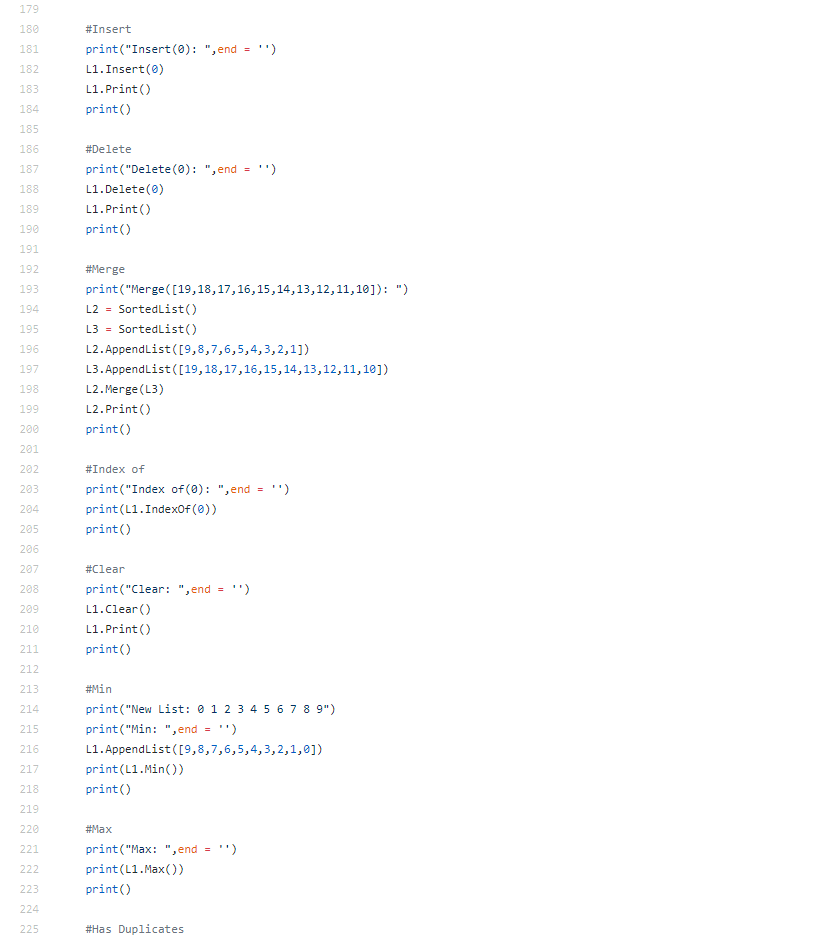 179
180 #Insert
181 print("Insert(0): ",end = '')
182 L1.Insert(0)
183 L1.Print()
184 print()
185
186 #Delete
187 print("Delete(0): ",end = '')
188 L1.Delete(0)
189 L1.Print()
190 print()
191
192 #Merge
193 print("Merge([19,18,17,16,15,14,13,12,11,10]): ")
194 L2 = SortedList()
195 L3 = SortedList()
196 L2.AppendList([9,8,7,6,5,4,3,2,1])
197 L3.AppendList([19,18,17,16,15,14,13,12,11,10])
198 L2.Merge(L3)
199 L2.Print()
200 print()
201
202 #Index of
203 print("Index of(0): ",end = '')
204 print(L1.IndexOf(0))
205 print()
206
207 #Clear
208 print("Clear: ",end = '')
209 L1.Clear()
210 L1.Print()
211 print()
212
213 #Min
214 print("New List: 0 1 2 3 4 5 6 7 8 9")
215 print("Min: ",end = '')
216 L1.AppendList([9,8,7,6,5,4,3,2,1,0])
217 print(L1.Min())
218 print()
219
220 #Max
221 print("Max: ",end = '')
222 print(L1.Max())
223 print()
224
225 #Has Duplicates